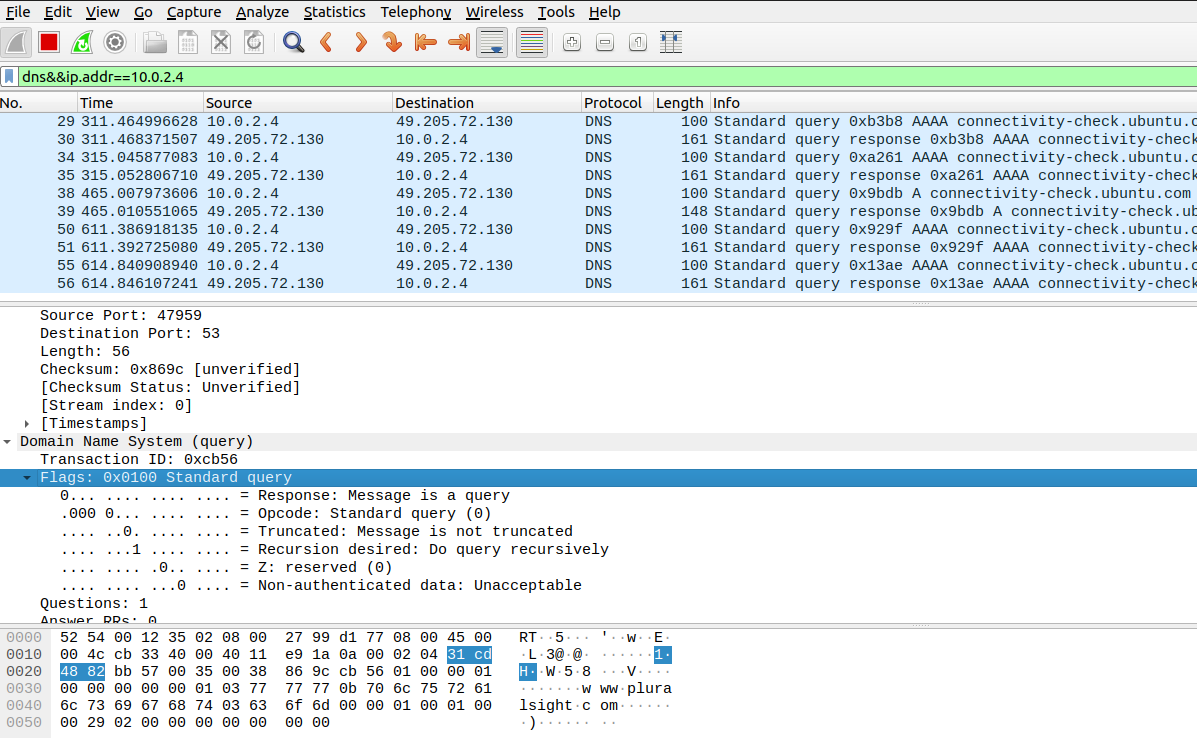 File Edit View Go Capture Analyze Statistics Telephony Wireless Tools Help
dns&&ip.addr==10.0.2.4
No. Time Source Destination Protocol Length Info
29 311.464996628 10.0.2.4 49.205.72.130 DNS 100 Standard query 0xb3b8 AAAA connectivity-check.ubuntu.c
30 311.468371507 49.205.72.130 10.0.2.4 DNS 161 Standard query response 0xb3b8 AAAA connectivity-check
34 315.045877083 10.0.2.4 49.205.72.130 DNS 100 Standard query 0xa261 AAAA connectivity-check.ubuntu.c
35 315.052806710 49.205.72.130 10.0.2.4 DNS 161 Standard query response 0xa261 AAAA connectivity-check
38 465.007973606 10.0.2.4 49.205.72.130 DNS 100 Standard query 0x9bdb A connectivity-check.ubuntu.com
39 465.010551065 49.205.72.130 10.0.2.4 DNS 148 Standard query response 0x9bdb A connectivity-check.ub
50 611.386918135 10.0.2.4 49.205.72.130 DNS 100 Standard query 0x929f AAAA connectivity-check.ubuntu.c
51 611.392725080 49.205.72.130 10.0.2.4 DNS 161 Standard query response 0x929f AAAA connectivity-check
55 614.840908940 10.0.2.4 49.205.72.130 DNS 100 Standard query 0x13ae AAAA connectivity-check.ubuntu.c
56 614.846107241 49.205.72.130 10.0.2.4 DNS 161 Standard query response 0x13ae AAAA connectivity-check
Source Port: 47959
Destination Port: 53
Length: 56
Checksum: 0x869c [unverified]
[Checksum Status: Unverified]
[Stream index: 0]
[Timestamps]
Domain Name System (query)
Transaction ID: 0xcb56
Flags: 0x0100 Standard query
0... .... .... .... = Response: Message is a query
.000 0... .... .... = Opcode: Standard query (0)
.... ..0. .... .... = Truncated: Message is not truncated
.... ...1 .... .... = Recursion desired: Do query recursively
.... .... .0.. .... = Z: reserved (0)
.... .... ...0 .... = Non-authenticated data: Unacceptable
Questions: 1
Answer RRs: 0
0000 52 54 00 12 35 02 08 00 27 99 d1 77 08 00 45 00 RT··5···'··w··E·
0010 00 4c cb 33 40 00 40 11 e9 1a 0a 00 02 04 31 cd ·L·3@·@·······1·
0020 48 82 bb 57 00 35 00 38 86 9c cb 56 01 00 00 01 H··W·5·8···V····
0030 00 00 00 00 00 01 03 77 77 77 0b 70 6c 75 72 61 ·······www·plura
0040 6c 73 69 67 68 74 03 63 6f 6d 00 00 01 00 01 00 lsight·com······
0050 00 29 02 00 00 00 00 00 00 00 ·)········